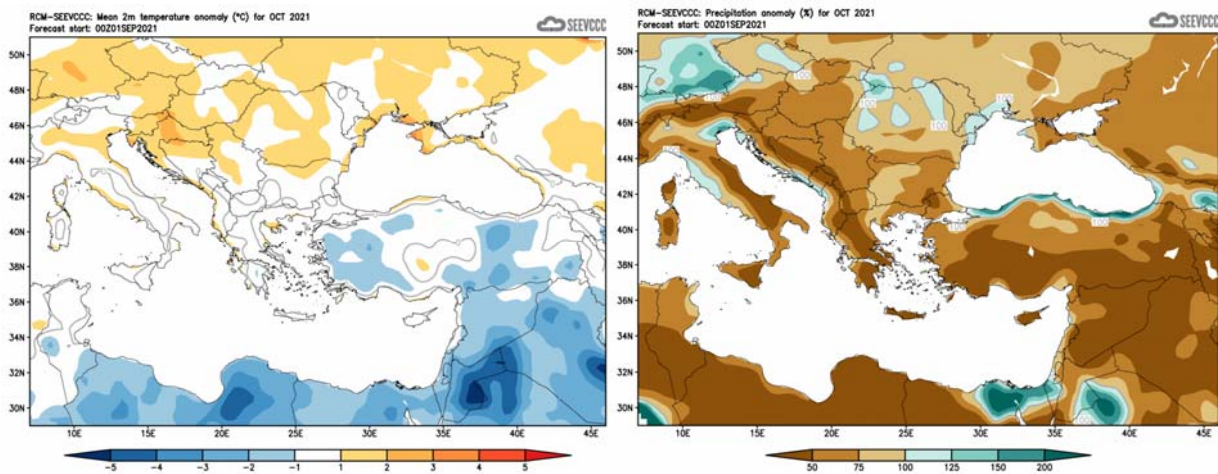 RCM-SEEVCCC: Mean 2m temperature anomaly (°C) for OCT 2021
Forecast start: 00Z01SEP2021
SEEVCCC
50N
48N
46N
44N
42N
40N
38N
36N
34N
32N
30N
10E 15E 20E 25E 30E 35E 40E 45E
-5 -4 -3 -2 -1 1 2 3 4 5
RCM-SEEVCCC: Precipitation anomaly (%) for OCT 2021
Forecast start: 00Z01SEP2021
SEEVCCC
50N
48N
46N
44N
42N
40N
38N
36N
34N
32N
30N
100
100
100
100
100
100
100
100
10E 15E 20E 25E 30E 35E 40E 45E
50 75 100 125 150 200